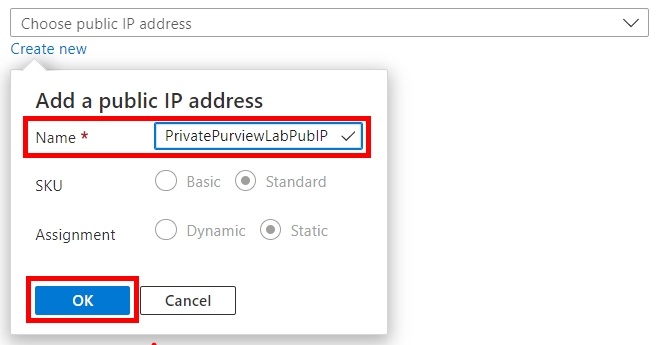 Choose public IP address
Create new
Add a public IP address
Name *
PrivatePurviewLabPubIP
SKU
Basic
Standard
Assignment
Dynamic
Static
OK
Cancel